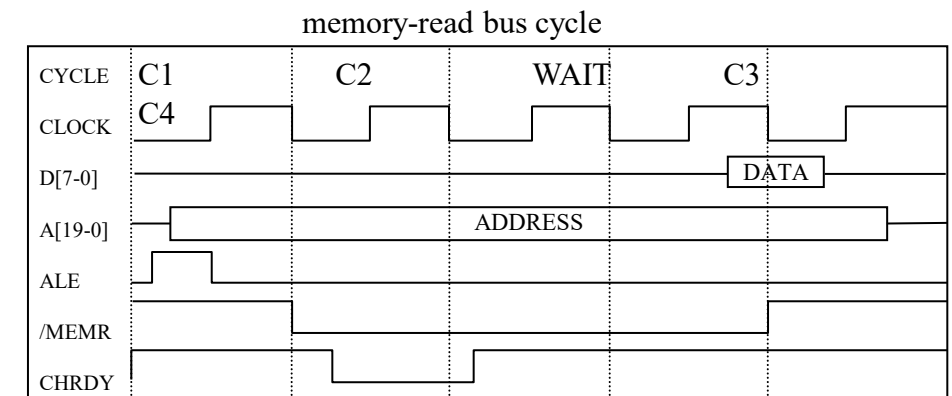 memory-read bus cycle
CYCLE C1 C2 WAIT C3
C4
CLOCK
D[7-0] DATA
A[19-0] ADDRESS
ALE
/MEMR
CHRDY